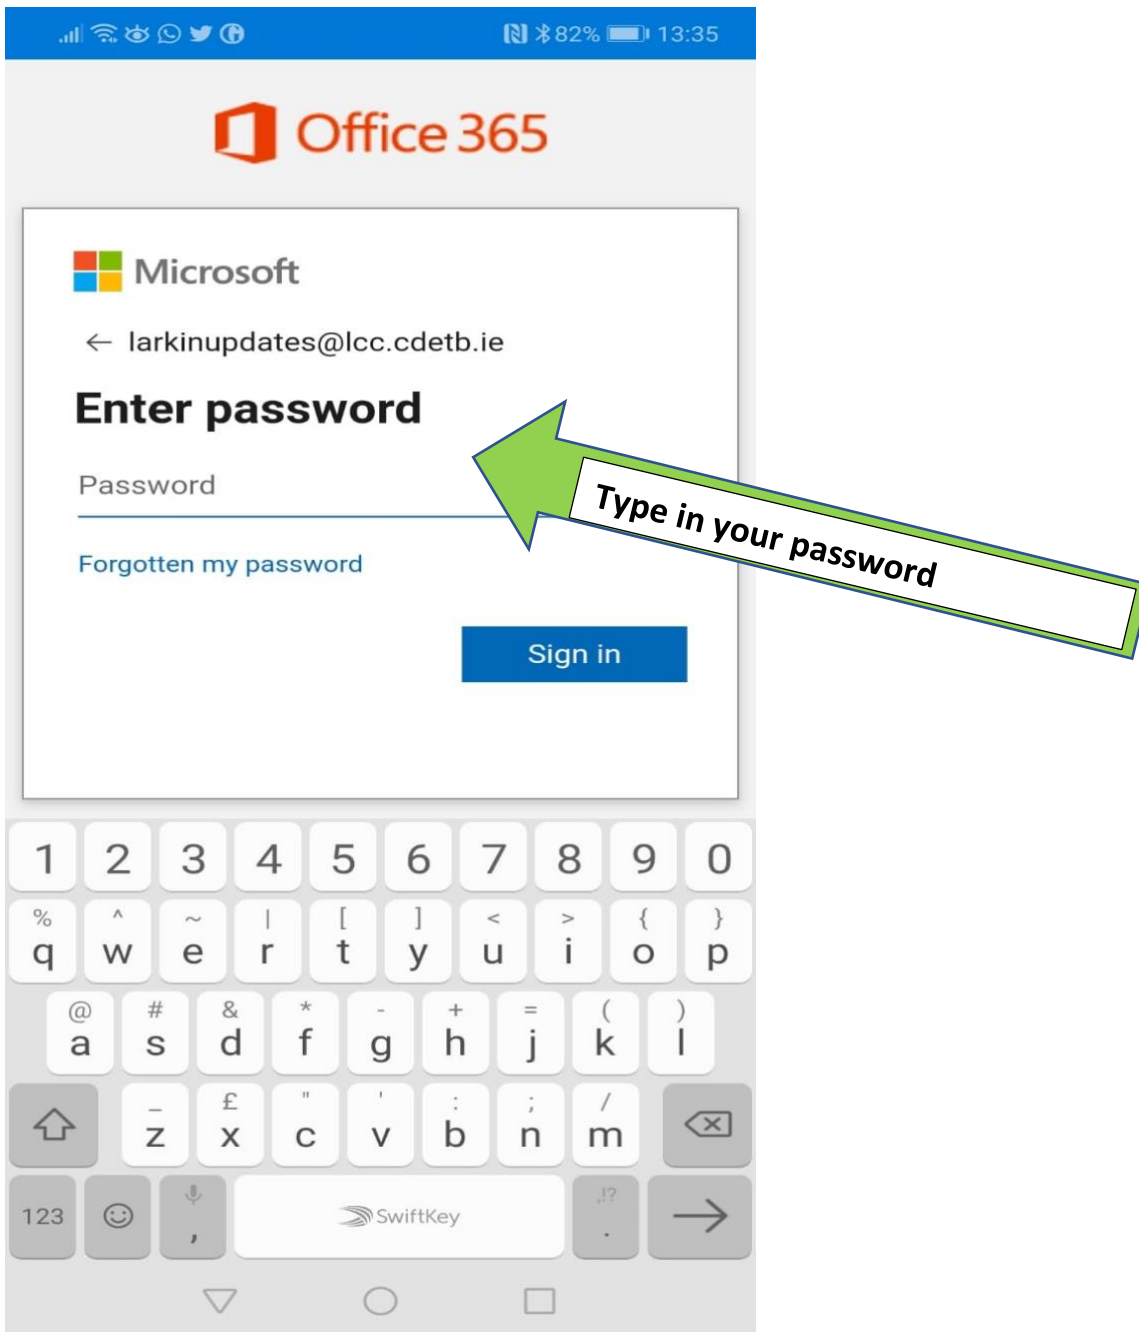 82% 13:35
Office 365
Microsoft
← larkinupdates@lcc.cdetb.ie
Enter password
Password
Type in your password
Forgotten my password
Sign in
1 2 3 4 5 6 7 8 9 0
% ^ ~ | [ ] < > { }
q w e r t y u i o p
@ # & * - + = ( )
a s d f g h j k l
_ £ " ' : ; /
z x c v b n m
,!?
123 , SwiftKey .